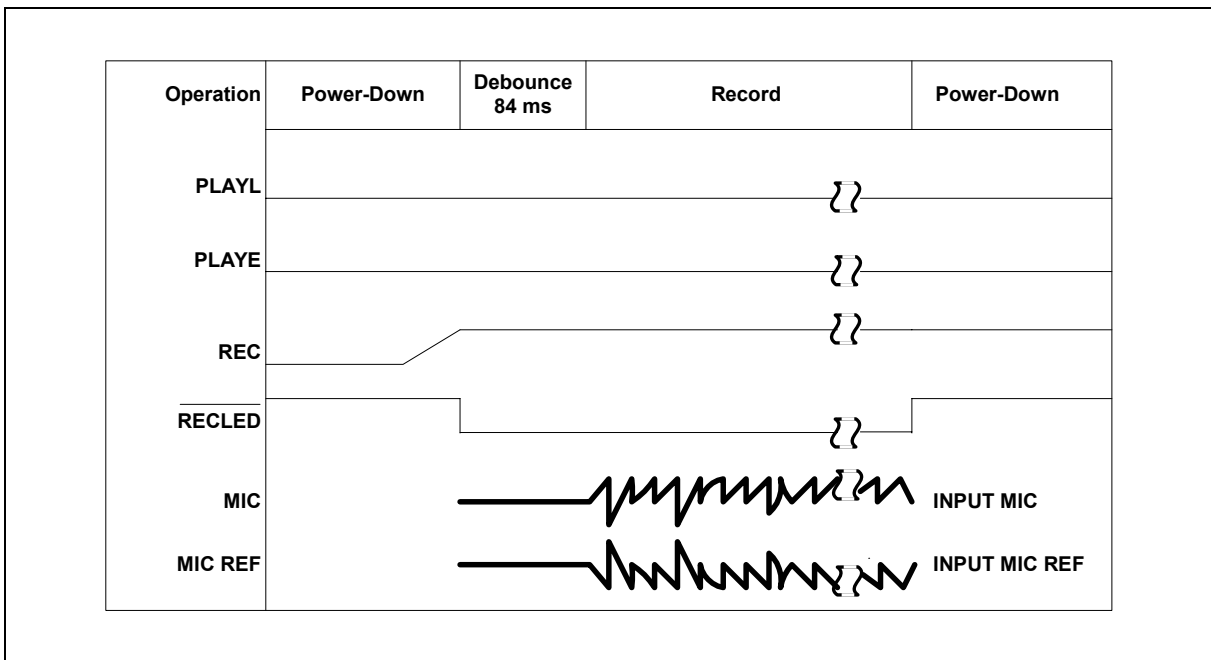 Operation Power-Down Debounce 84 ms Record Power-Down
PLAYL
PLAYE
REC
RECLED
MIC INPUT MIC
MIC REF INPUT MIC REF